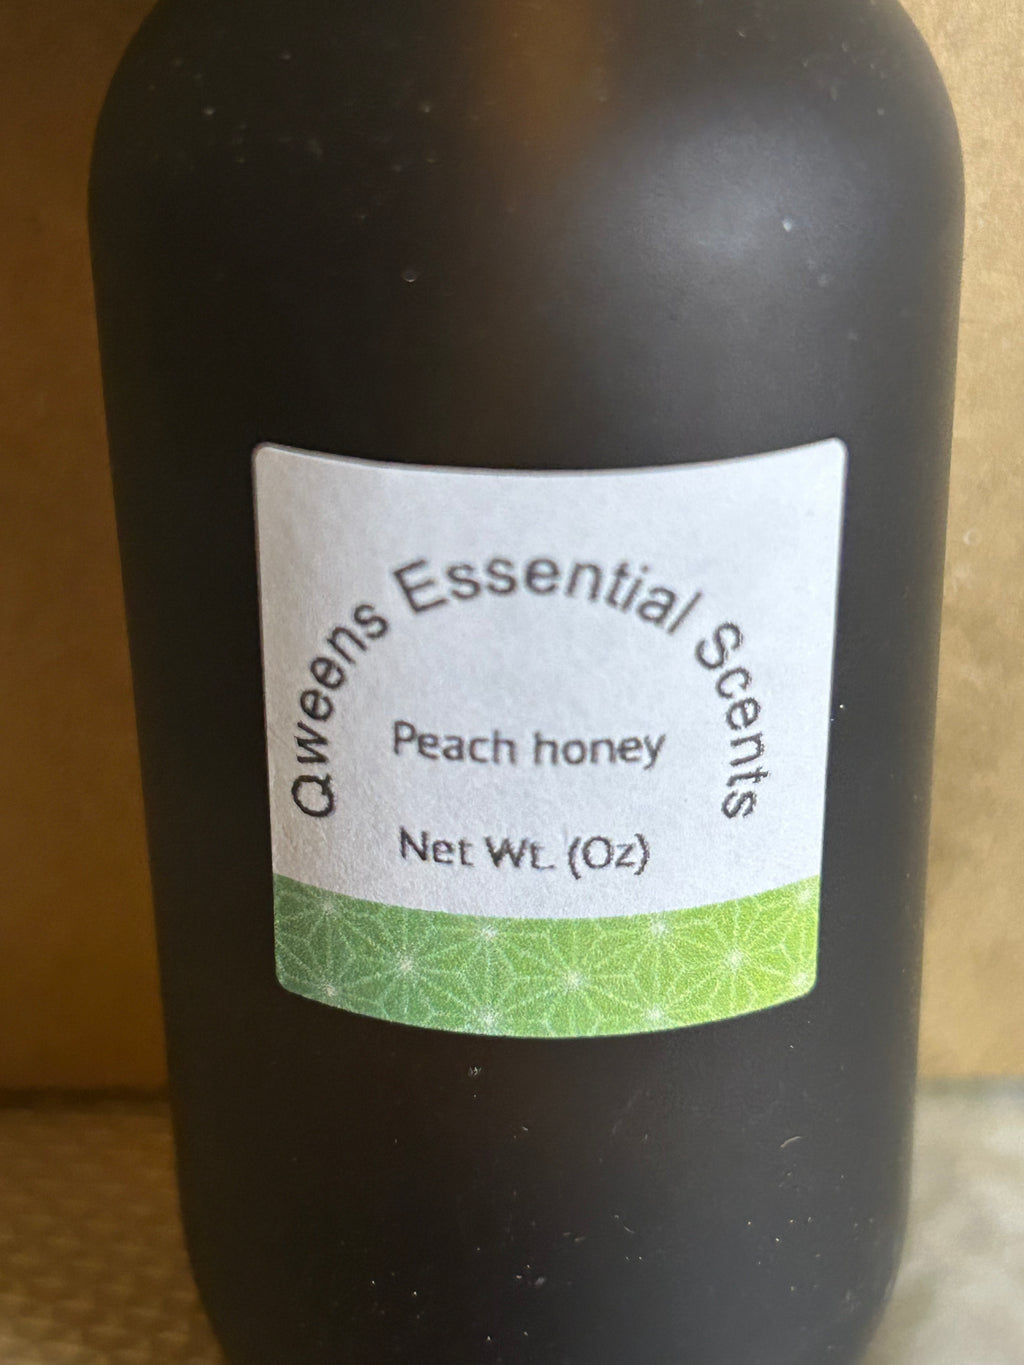 Qweens Essential Scents
Peach honey
Net Wt. (Oz)